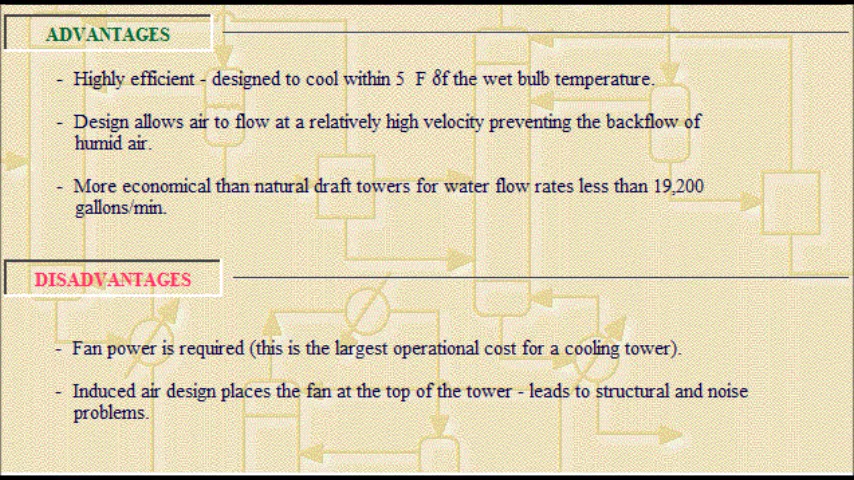 ADVANTAGES
- Highly efficient - designed to cool within 5 F of the wet bulb temperature.
- Design allows air to flow at a relatively high velocity preventing the backflow of
humid air.
- More economical than natural draft towers for water flow rates less than 19,200
gallons/min.
DISADVANTAGES
- Fan power is required (this is the largest operational cost for a cooling tower).
- Induced air design places the fan at the top of the tower - leads to structural and noise
problems.